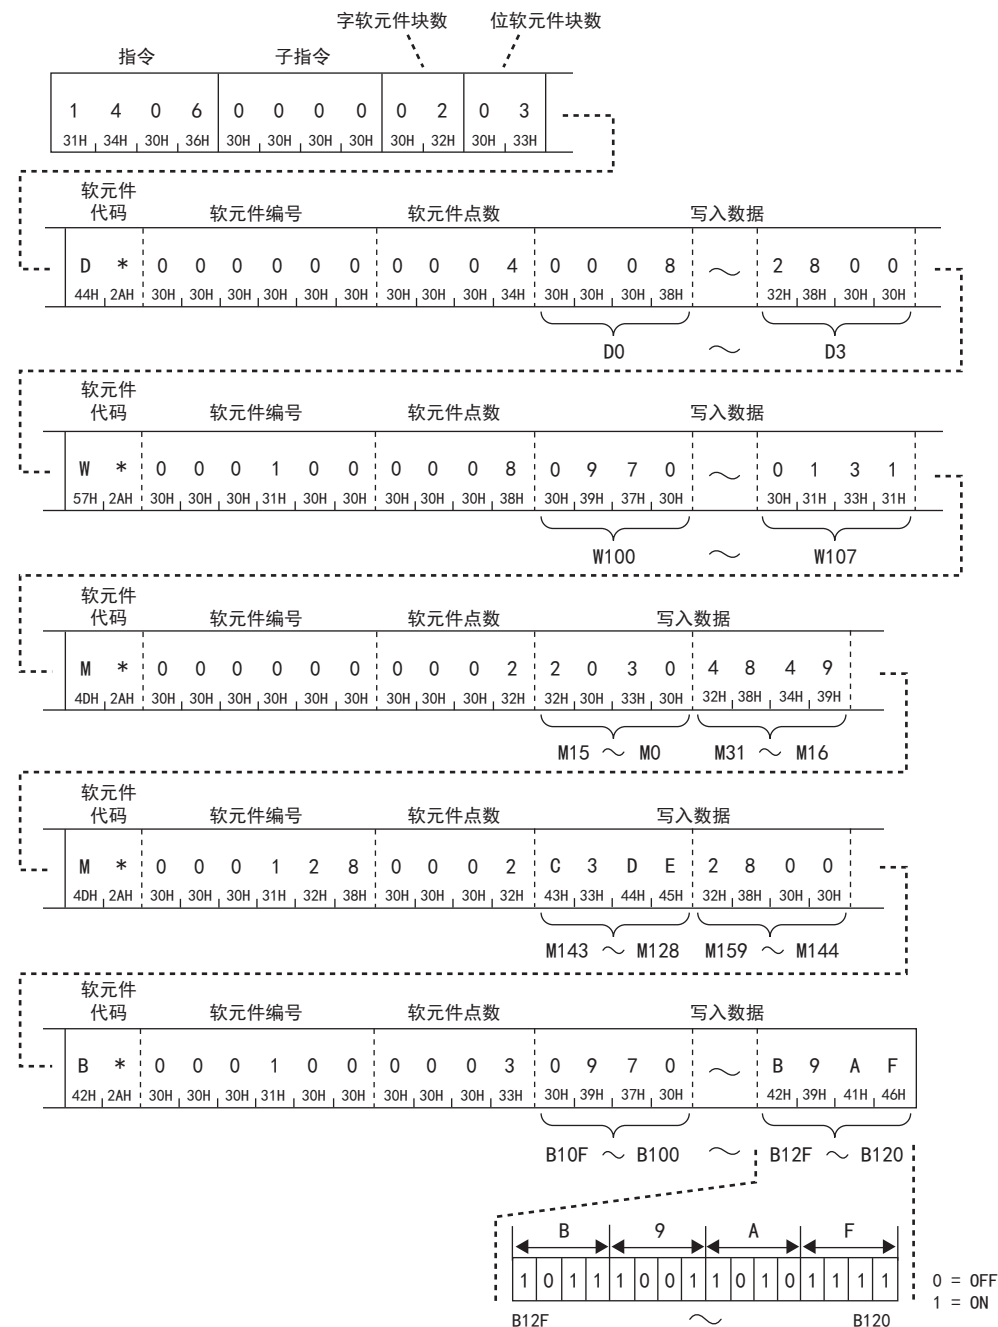 字软元件块数 位软元件块数
指令 子指令
1 4 0 6 0 0 0 0 0 2 0 3
31H 34H 30H 36H 30H 30H 30H 30H 30H 32H 30H 33H
软元件
代码 软元件编号 软元件点数 写入数据
D * 0 0 0 0 0 0 0 0 0 4 0 0 0 8 ～ 2 8 0 0
44H 2AH 30H 30H 30H 30H 30H 30H 30H 30H 30H 34H 30H 30H 30H 38H 32H 38H 30H 30H
D0 ～ D3
软元件
代码 软元件编号 软元件点数 写入数据
W * 0 0 0 1 0 0 0 0 0 8 0 9 7 0 ～ 0 1 3 1
57H 2AH 30H 30H 30H 31H 30H 30H 30H 30H 30H 38H 30H 39H 37H 30H 30H 31H 33H 31H
W100 ～ W107
软元件
代码 软元件编号 软元件点数 写入数据
M * 0 0 0 0 0 0 0 0 0 2 2 0 3 0 4 8 4 9
4DH 2AH 30H 30H 30H 30H 30H 30H 30H 30H 30H 32H 32H 30H 33H 30H 32H 38H 34H 39H
M15 ～ M0 M31 ～ M16
软元件
代码 软元件编号 软元件点数 写入数据
M * 0 0 0 1 2 8 0 0 0 2 C 3 D E 2 8 0 0
4DH 2AH 30H 30H 30H 31H 32H 38H 30H 30H 30H 32H 43H 33H 44H 45H 32H 38H 30H 30H
M143 ～ M128 M159 ～ M144
软元件
代码 软元件编号 软元件点数 写入数据
B * 0 0 0 1 0 0 0 0 0 3 0 9 7 0 ～ B 9 A F
42H 2AH 30H 30H 30H 31H 30H 30H 30H 30H 30H 33H 30H 39H 37H 30H 42H 39H 41H 46H
B10F ～ B100 ～ B12F ～ B120
B 9 A F
1 0 1 1 1 0 0 1 1 0 1 0 1 1 1 1 0 = OFF
1 = ON
B12F ～ B120